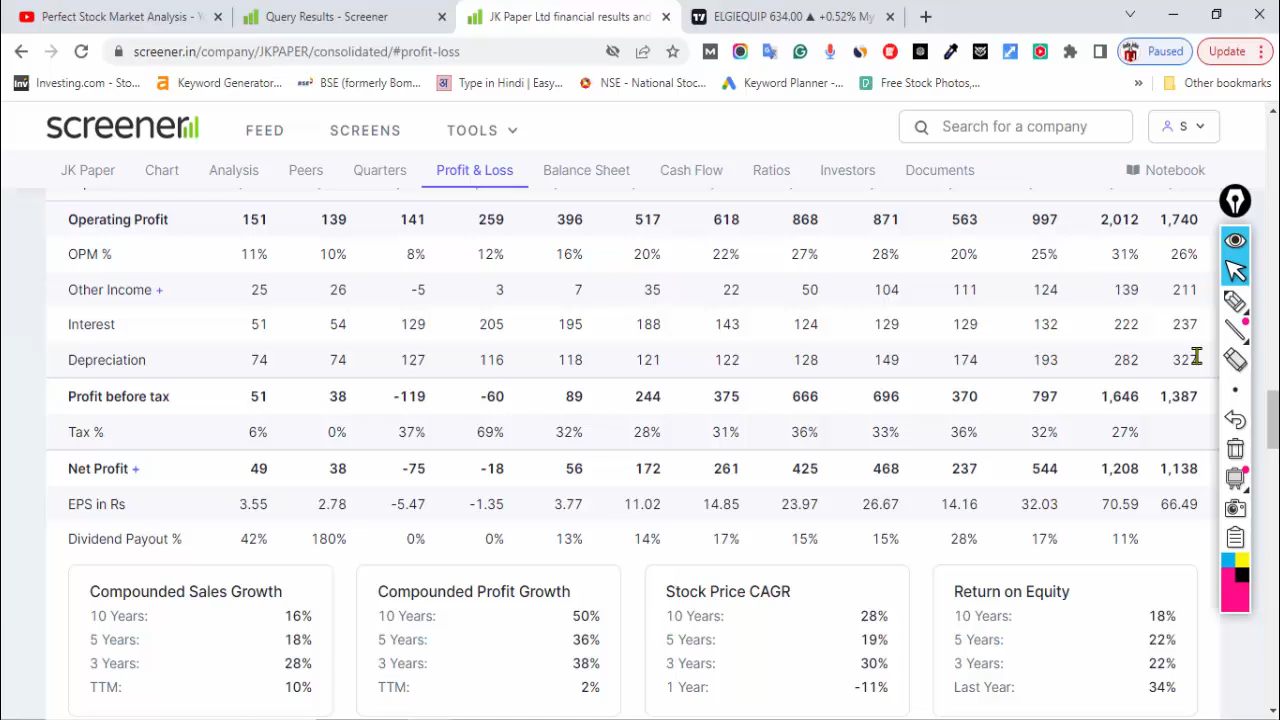 Perfect Stock Market Analysis - Y
Query Results - Screener
JK Paper Ltd financial results and
ELGIEQUIP 634.00 ▲ +0.52% My
screener.in/company/JKPAPER/consolidated/#profit-loss
Paused
Update
Investing.com - Sto...
Keyword Generator...
BSE (formerly Bom...
Type in Hindi | Easy...
NSE - National Stoc...
Keyword Planner -...
Free Stock Photos,...
»
Other bookmarks
screener
FEED
SCREENS
TOOLS
Search for a company
S
JK Paper
Chart
Analysis
Peers
Quarters
Profit & Loss
Balance Sheet
Cash Flow
Ratios
Investors
Documents
Notebook
Operating Profit 151 139 141 259 396 517 618 868 871 563 997 2,012 1,740
OPM % 11% 10% 8% 12% 16% 20% 22% 27% 28% 20% 25% 31% 26%
Other Income + 25 26 -5 3 7 35 22 50 104 111 124 139 211
Interest 51 54 129 205 195 188 143 124 129 129 132 222 237
Depreciation 74 74 127 116 118 121 122 128 149 174 193 282
Profit before tax 51 38 -119 -60 89 244 375 666 696 370 797 1,646 1,387
Tax % 6% 0% 37% 69% 32% 28% 31% 36% 33% 36% 32% 27%
Net Profit + 49 38 -75 -18 56 172 261 425 468 237 544 1,208 1,138
EPS in Rs 3.55 2.78 -5.47 -1.35 3.77 11.02 14.85 23.97 26.67 14.16 32.03 70.59 66.49
Dividend Payout % 42% 180% 0% 0% 13% 14% 17% 15% 15% 28% 17% 11%
Compounded Sales Growth
10 Years: 16%
5 Years: 18%
3 Years: 28%
TTM: 10%
Compounded Profit Growth
10 Years: 50%
5 Years: 36%
3 Years: 38%
TTM: 2%
Stock Price CAGR
10 Years: 28%
5 Years: 19%
3 Years: 30%
1 Year: -11%
Return on Equity
10 Years: 18%
5 Years: 22%
3 Years: 22%
Last Year: 34%